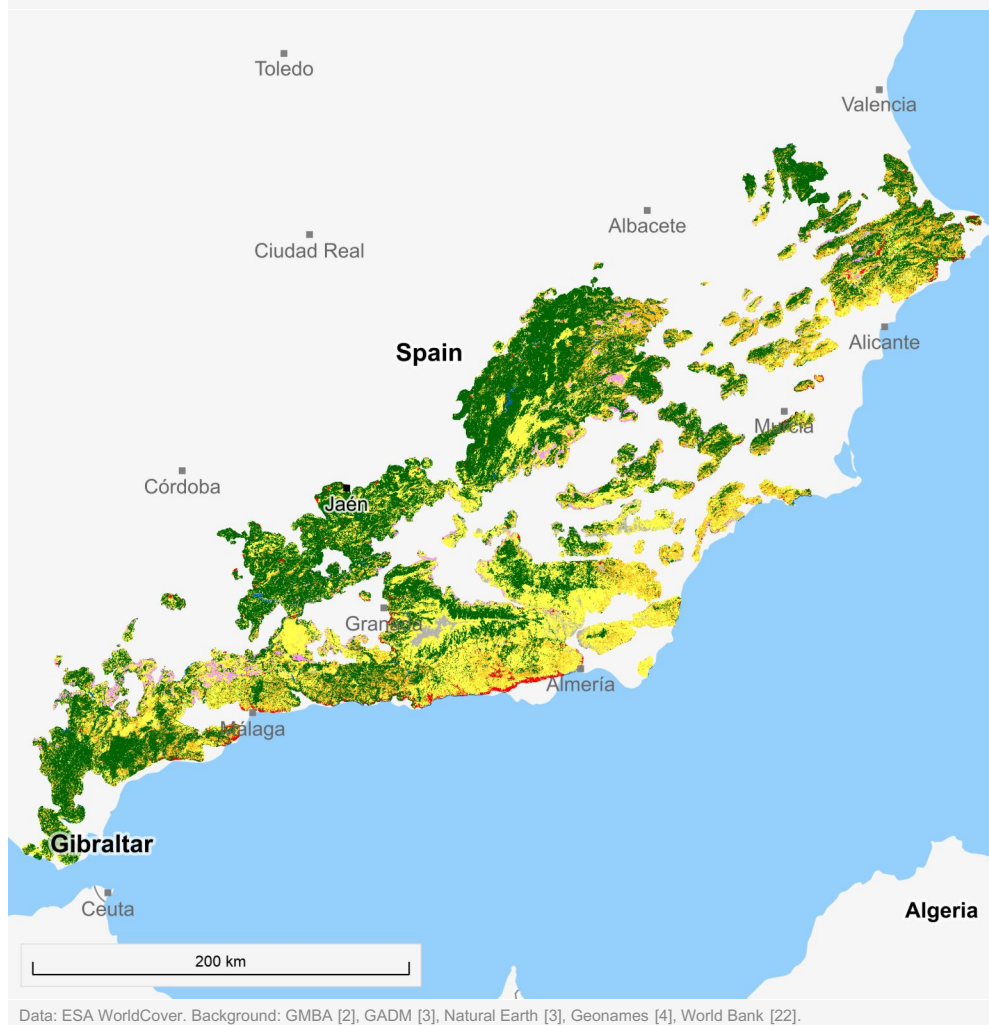 Toledo
Valencia
Albacete
Ciudad Real
Spain
Alicante
Murcia
Córdoba
Jaén
Granada
Almería
Málaga
Gibraltar
Ceuta
Algeria
200 km
Data: ESA WorldCover. Background: GMBA [2], GADM [3], Natural Earth [3], Geonames [4], World Bank [22].